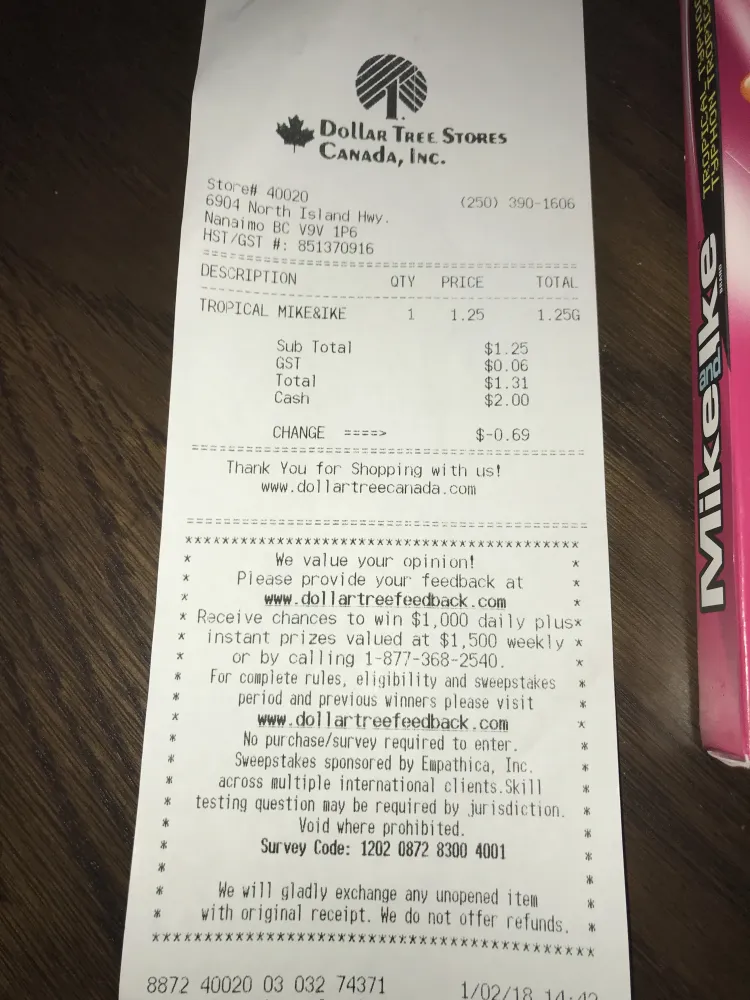 Dollar Tree Stores
Canada, Inc.
Store# 40020 (250) 390-1606
6904 North Island Hwy.
Nanaimo BC V9V 1P6
HST/GST #: 851370916
================================================
DESCRIPTION QTY PRICE TOTAL
------------------------------------------------
TROPICAL MIKE&IKE 1 1.25 1.25G
Sub Total $1.25
GST $0.06
Total $1.31
Cash $2.00
CHANGE ====> $-0.69
================================================
Thank You for Shopping with us!
www.dollartreecanada.com
================================================
********************************************
* We value your opinion! *
* Please provide your feedback at *
* www.dollartreefeedback.com *
* Receive chances to win $1,000 daily plus*
* instant prizes valued at $1,500 weekly *
* or by calling 1-877-368-2540. *
* For complete rules, eligibility and sweepstakes *
* period and previous winners please visit *
* www.dollartreefeedback.com *
* No purchase/survey required to enter. *
* Sweepstakes sponsored by Empathica, Inc. *
* across multiple international clients.Skill *
* testing question may be required by jurisdiction. *
* Void where prohibited. *
* Survey Code: 1202 0872 8300 4001 *
* *
* We will gladly exchange any unopened item *
* with original receipt. We do not offer refunds. *
********************************************
8872 40020 03 032 74371 1/02/18 14:42
Mike and Ike
BRAND
TROPICAL TYPHOON
TYPHON TROPICAL